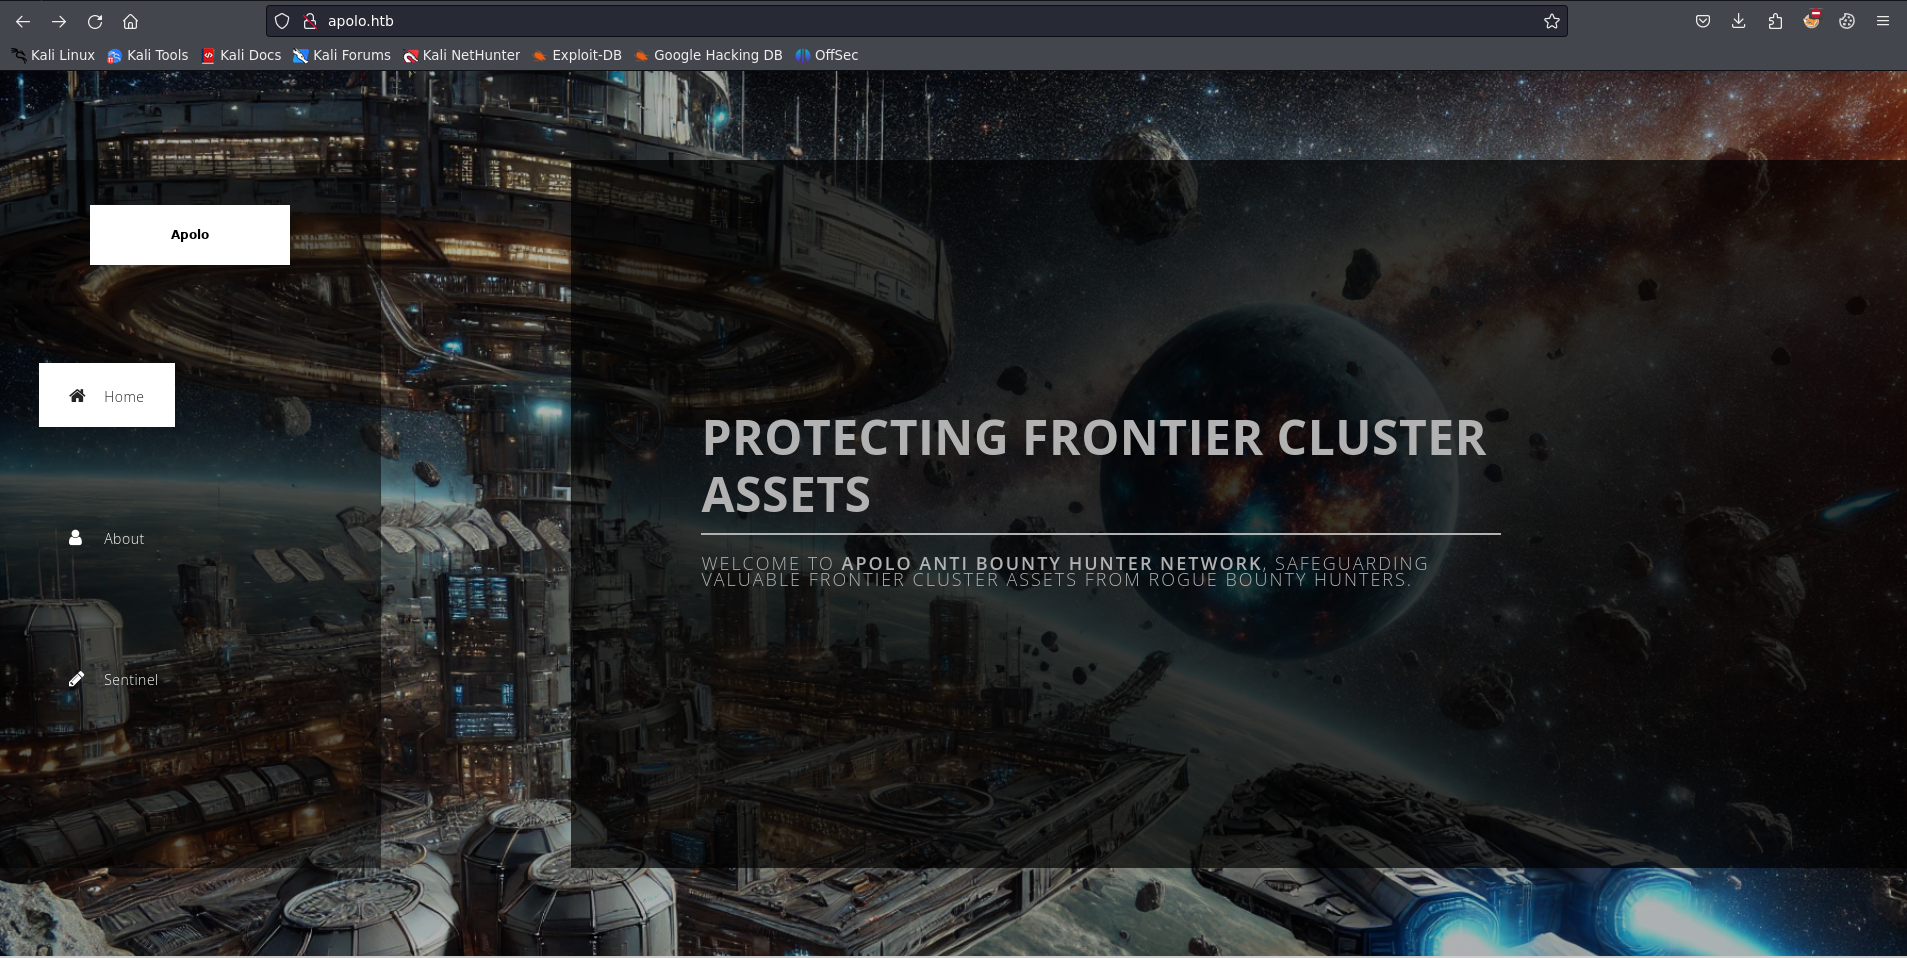 apolo.htb
Kali Linux Kali Tools Kali Docs Kali Forums Kali NetHunter Exploit-DB Google Hacking DB OffSec
Apolo
Home
About
Sentinel
PROTECTING FRONTIER CLUSTER
ASSETS
WELCOME TO APOLO ANTI BOUNTY HUNTER NETWORK, SAFEGUARDING
VALUABLE FRONTIER CLUSTER ASSETS FROM ROGUE BOUNTY HUNTERS.